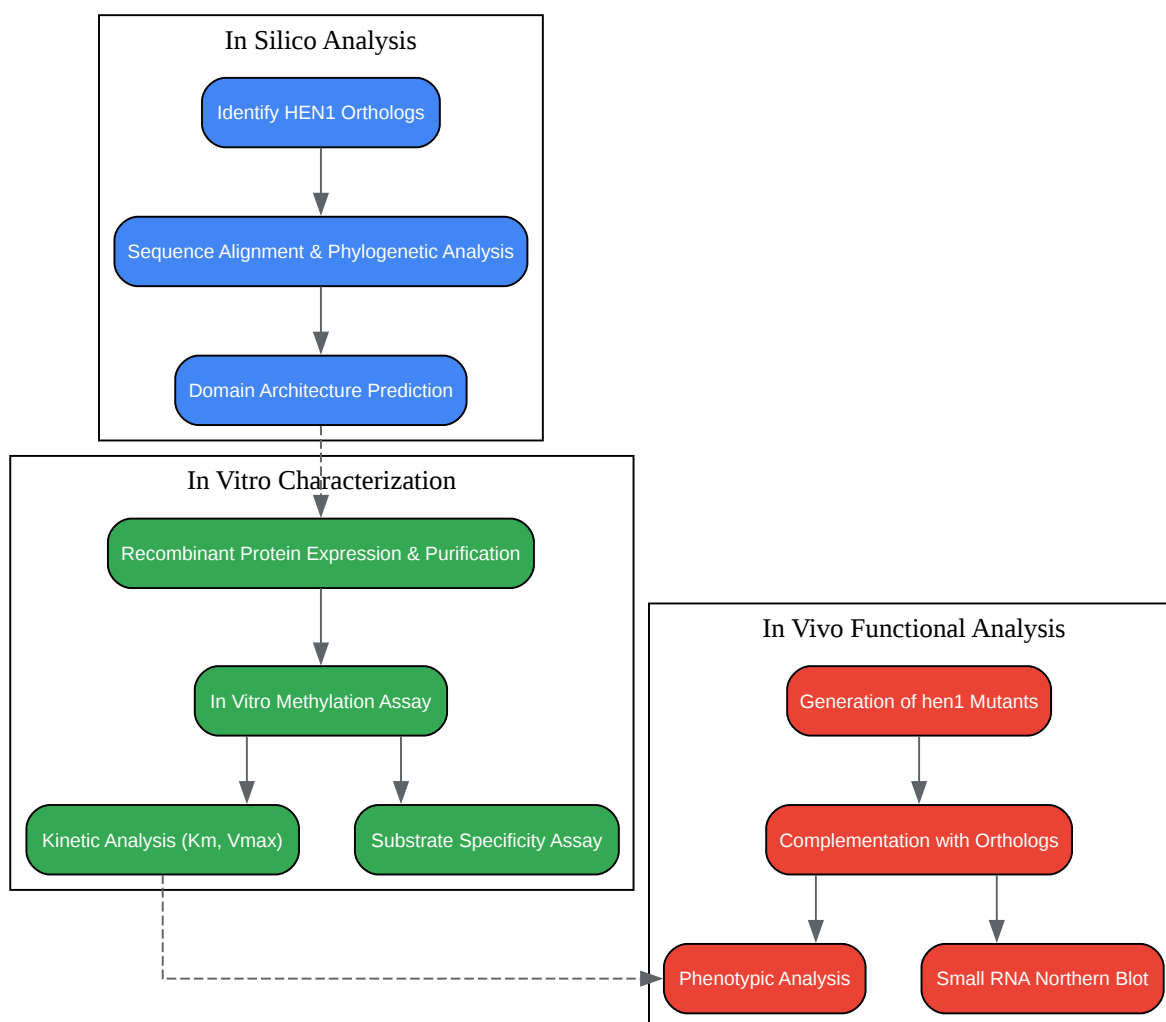 In Silico Analysis
Identify HEN1 Orthologs
Sequence Alignment & Phylogenetic Analysis
Domain Architecture Prediction
In Vitro Characterization
Recombinant Protein Expression & Purification
In Vitro Methylation Assay
Kinetic Analysis (Km, Vmax)
Substrate Specificity Assay
In Vivo Functional Analysis
Generation of hen1 Mutants
Complementation with Orthologs
Phenotypic Analysis
Small RNA Northern Blot